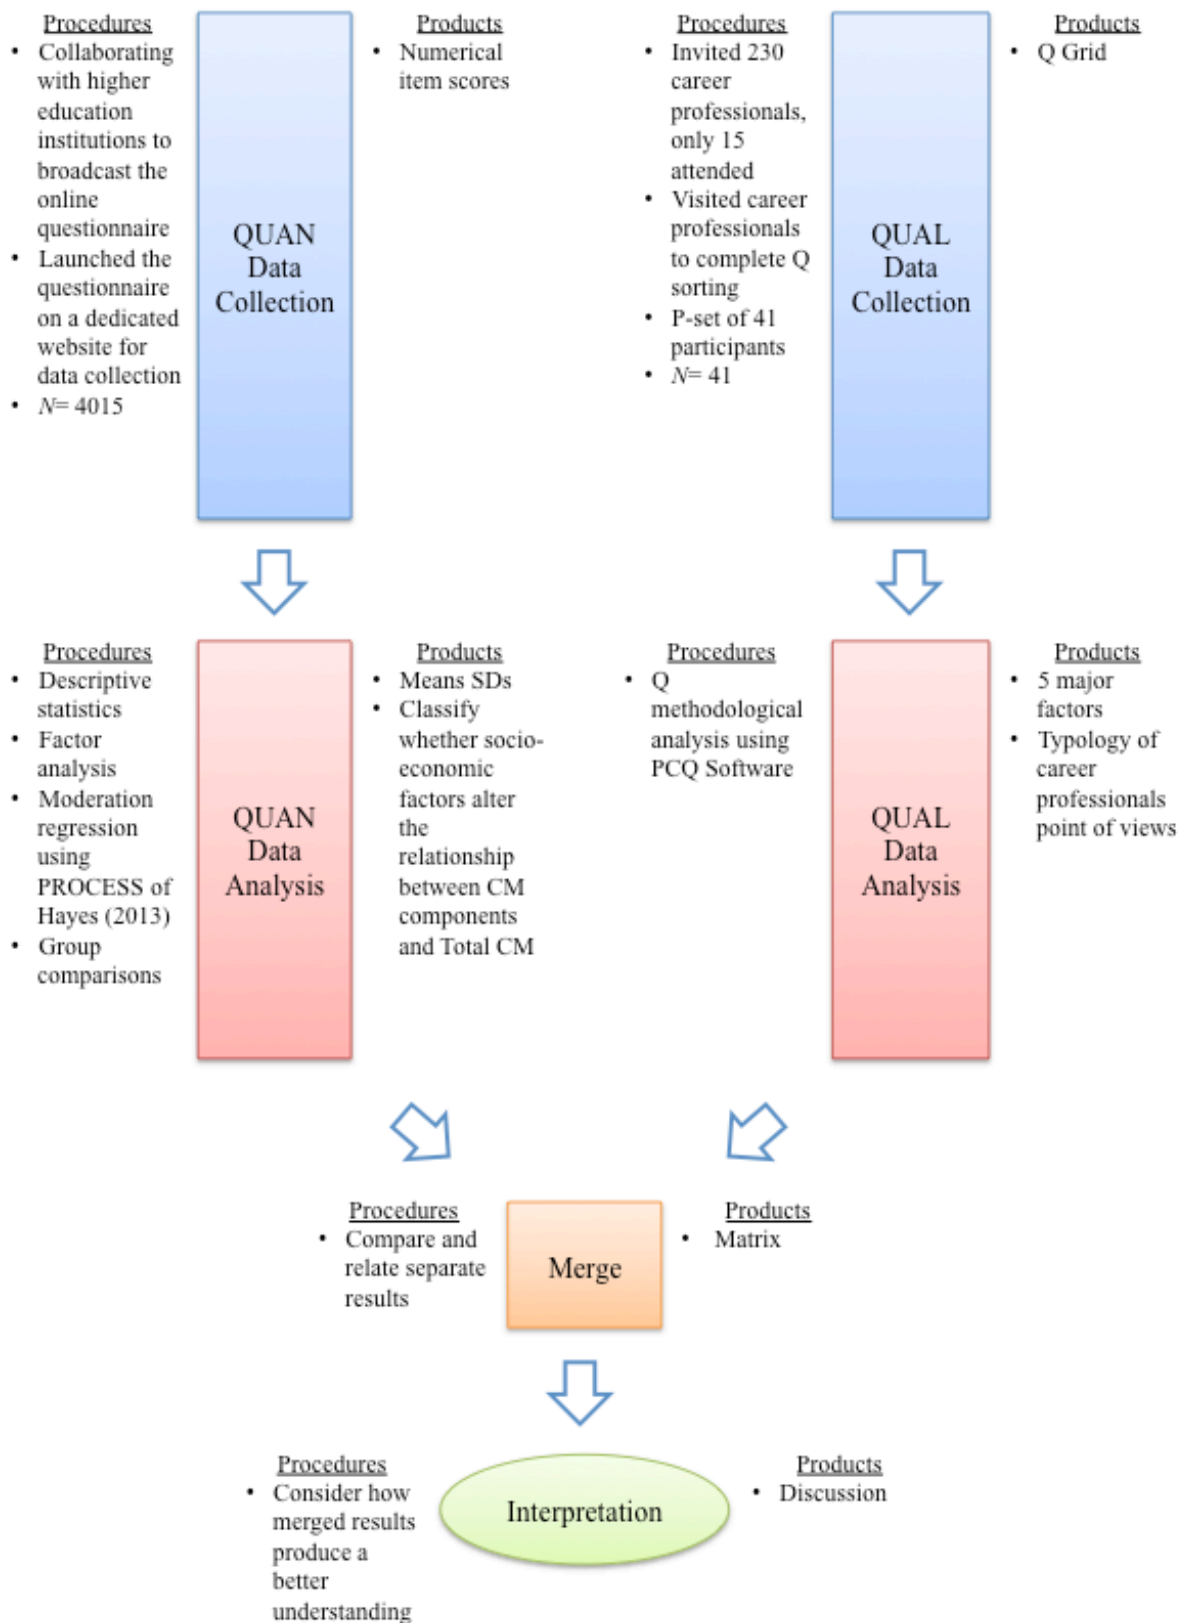 Procedures
• Collaborating
with higher
education
institutions to
broadcast the
online
questionnaire
• Launched the
questionnaire
on a dedicated
website for
data collection
• N= 4015
QUAN
Data
Collection
Products
• Numerical
item scores
Procedures
• Invited 230
career
professionals,
only 15
attended
• Visited career
professionals
to complete Q
sorting
• P-set of 41
participants
• N= 41
QUAL
Data
Collection
Products
• Q Grid
Procedures
• Descriptive
statistics
• Factor
analysis
• Moderation
regression
using
PROCESS of
Hayes (2013)
• Group
comparisons
QUAN
Data
Analysis
Products
• Means SDs
• Classify
whether socio-
economic
factors alter
the
relationship
between CM
components
and Total CM
Procedures
• Q
methodological
analysis using
PCQ Software
QUAL
Data
Analysis
Products
• 5 major
factors
• Typology of
career
professionals
point of views
Procedures
• Compare and
relate separate
results
Merge
Products
• Matrix
Procedures
• Consider how
merged results
produce a
better
understanding
Interpretation
Products
• Discussion